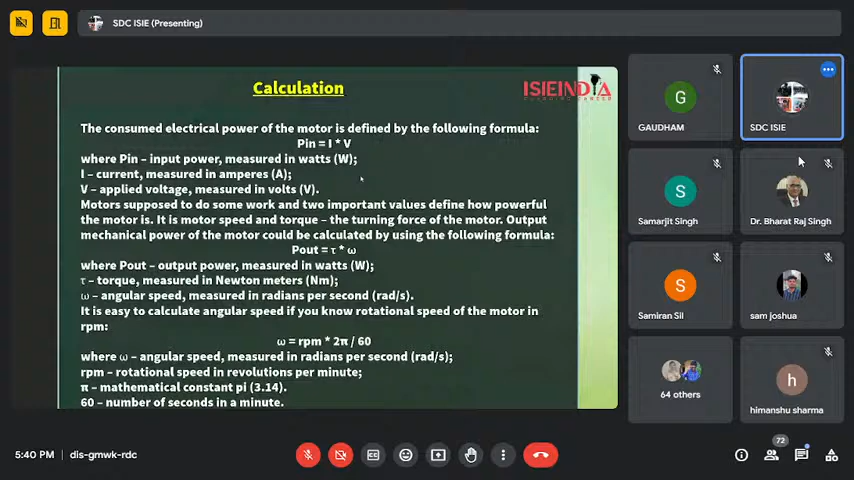 SDC ISIE (Presenting)
Calculation
ISIEINDIA
The consumed electrical power of the motor is defined by the following formula:
Pin = I * V
where Pin – input power, measured in watts (W);
I – current, measured in amperes (A);
V – applied voltage, measured in volts (V).
Motors supposed to do some work and two important values define how powerful
the motor is. It is motor speed and torque – the turning force of the motor. Output
mechanical power of the motor could be calculated by using the following formula:
Pout = τ * ω
where Pout – output power, measured in watts (W);
τ – torque, measured in Newton meters (Nm);
ω – angular speed, measured in radians per second (rad/s).
It is easy to calculate angular speed if you know rotational speed of the motor in
rpm:
ω = rpm * 2π / 60
where ω – angular speed, measured in radians per second (rad/s);
rpm – rotational speed in revolutions per minute;
π – mathematical constant pi (3.14).
60 – number of seconds in a minute.
G
GAUDHAM
SDC ISIE
S
Samarjit Singh
Dr. Bharat Raj Singh
S
Samiran Sil
sam joshua
64 others
h
himanshu sharma
5:40 PM | dis-gmwk-rdc
72